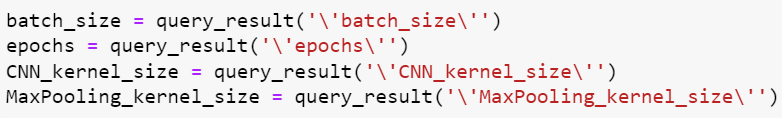 batch_size = query_result('\'batch_size\'')
epochs = query_result('\'epochs\'')
CNN_kernel_size = query_result('\'CNN_kernel_size\'')
MaxPooling_kernel_size = query_result('\'MaxPooling_kernel_size\'')